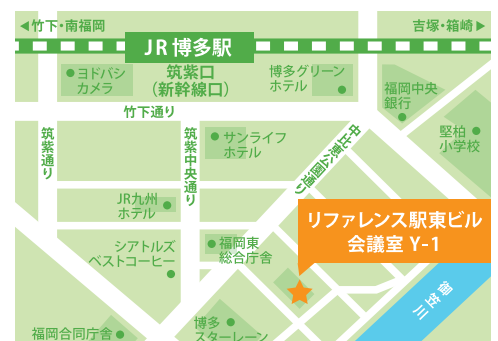 ◀竹下・南福岡
吉塚・箱崎▶
JR博多駅
ヨドバシ
カメラ
筑紫口
（新幹線口）
博多グリーン
ホテル
福岡中央
銀行
竹下通り
筑紫通り
筑紫中央通り
サンライフ
ホテル
中比恵公園通り
堅柏
小学校
JR九州
ホテル
リファレンス駅東ビル
会議室 Y-1
シアトルズ
ベストコーヒー
福岡東
総合庁舎
御笠川
福岡合同庁舎
博多
スターレーン